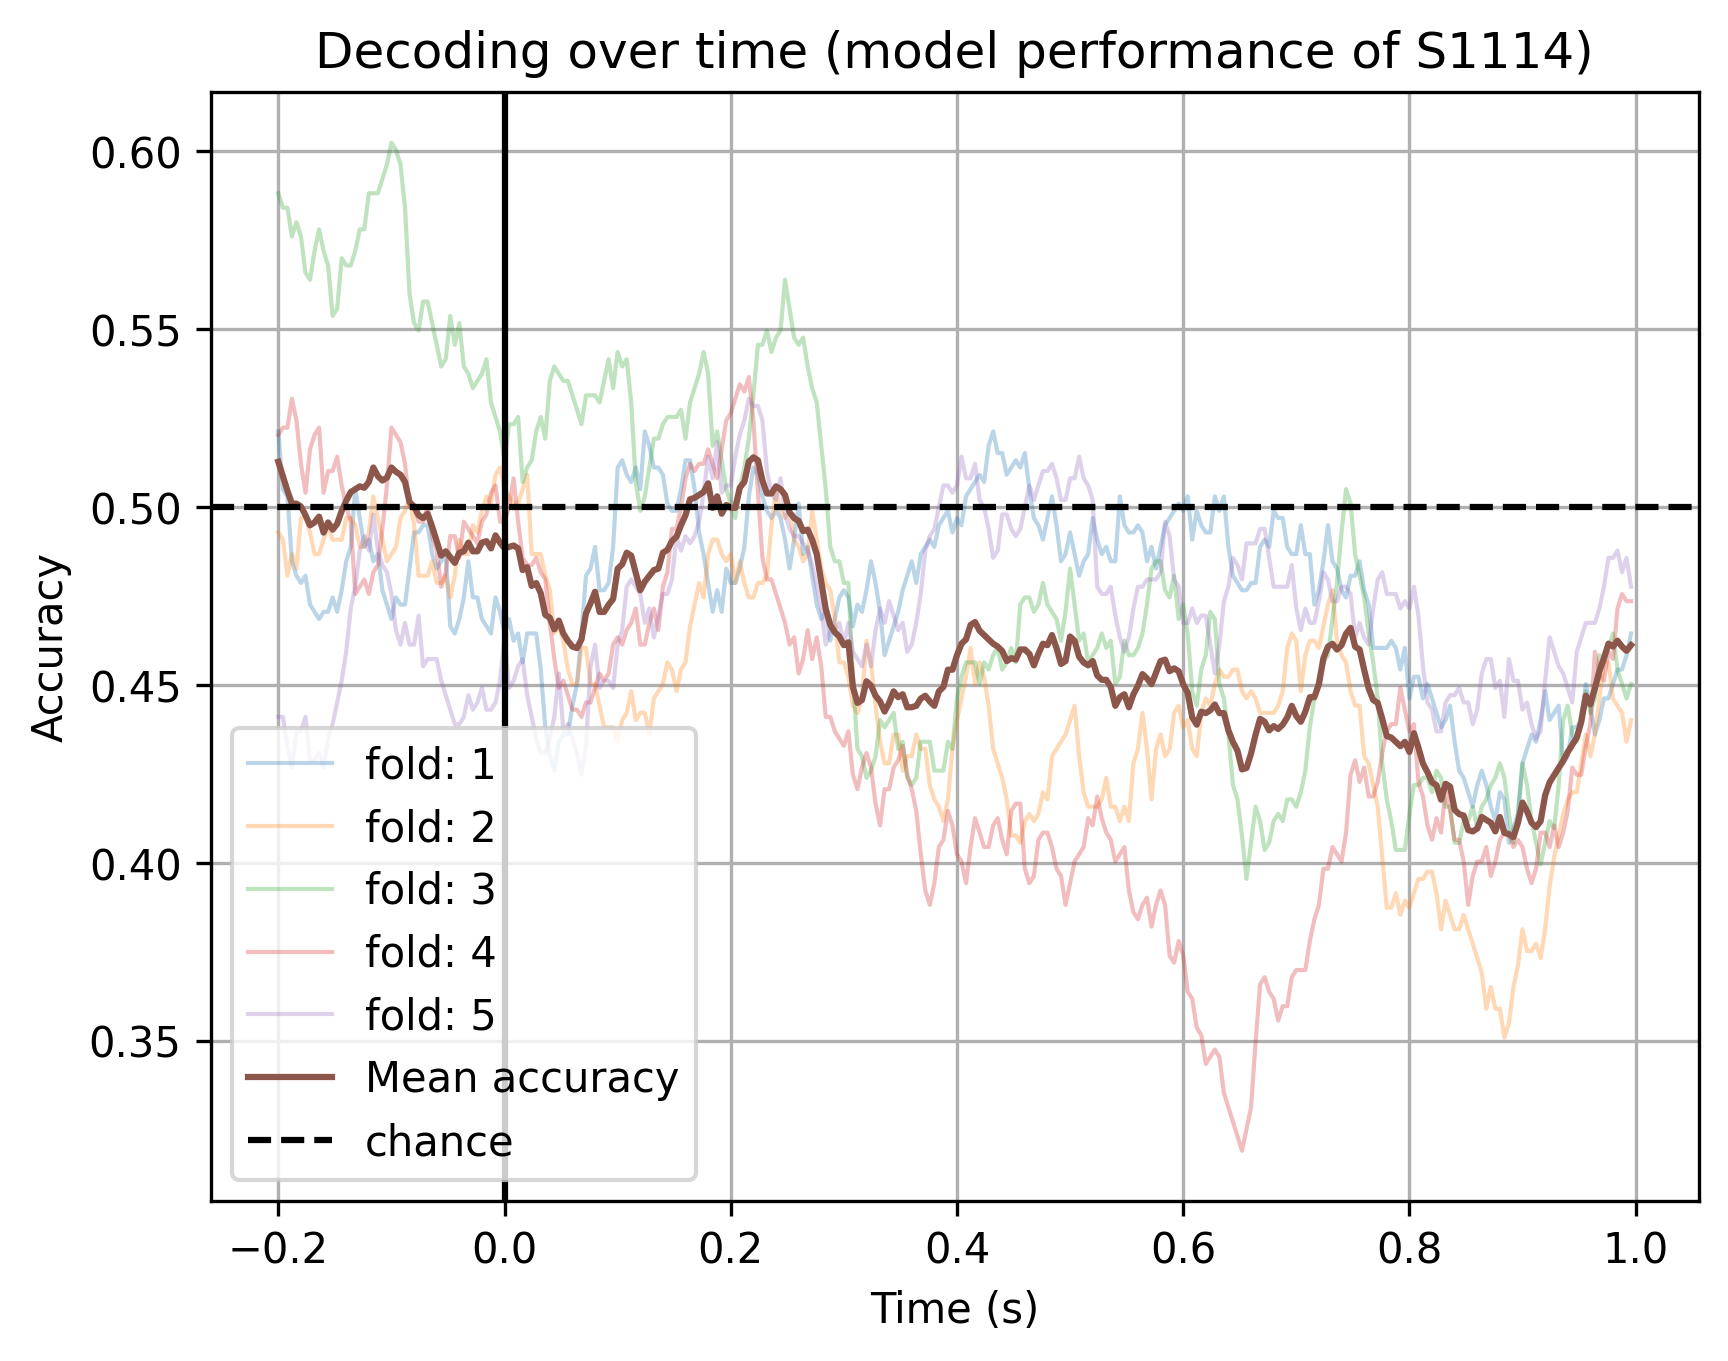 Decoding over time (model performance of S1114)
Accuracy
0.60
0.55
0.50
0.45
0.40
0.35
fold: 1
fold: 2
fold: 3
fold: 4
fold: 5
Mean accuracy
chance
−0.2 0.0 0.2 0.4 0.6 0.8 1.0
Time (s)